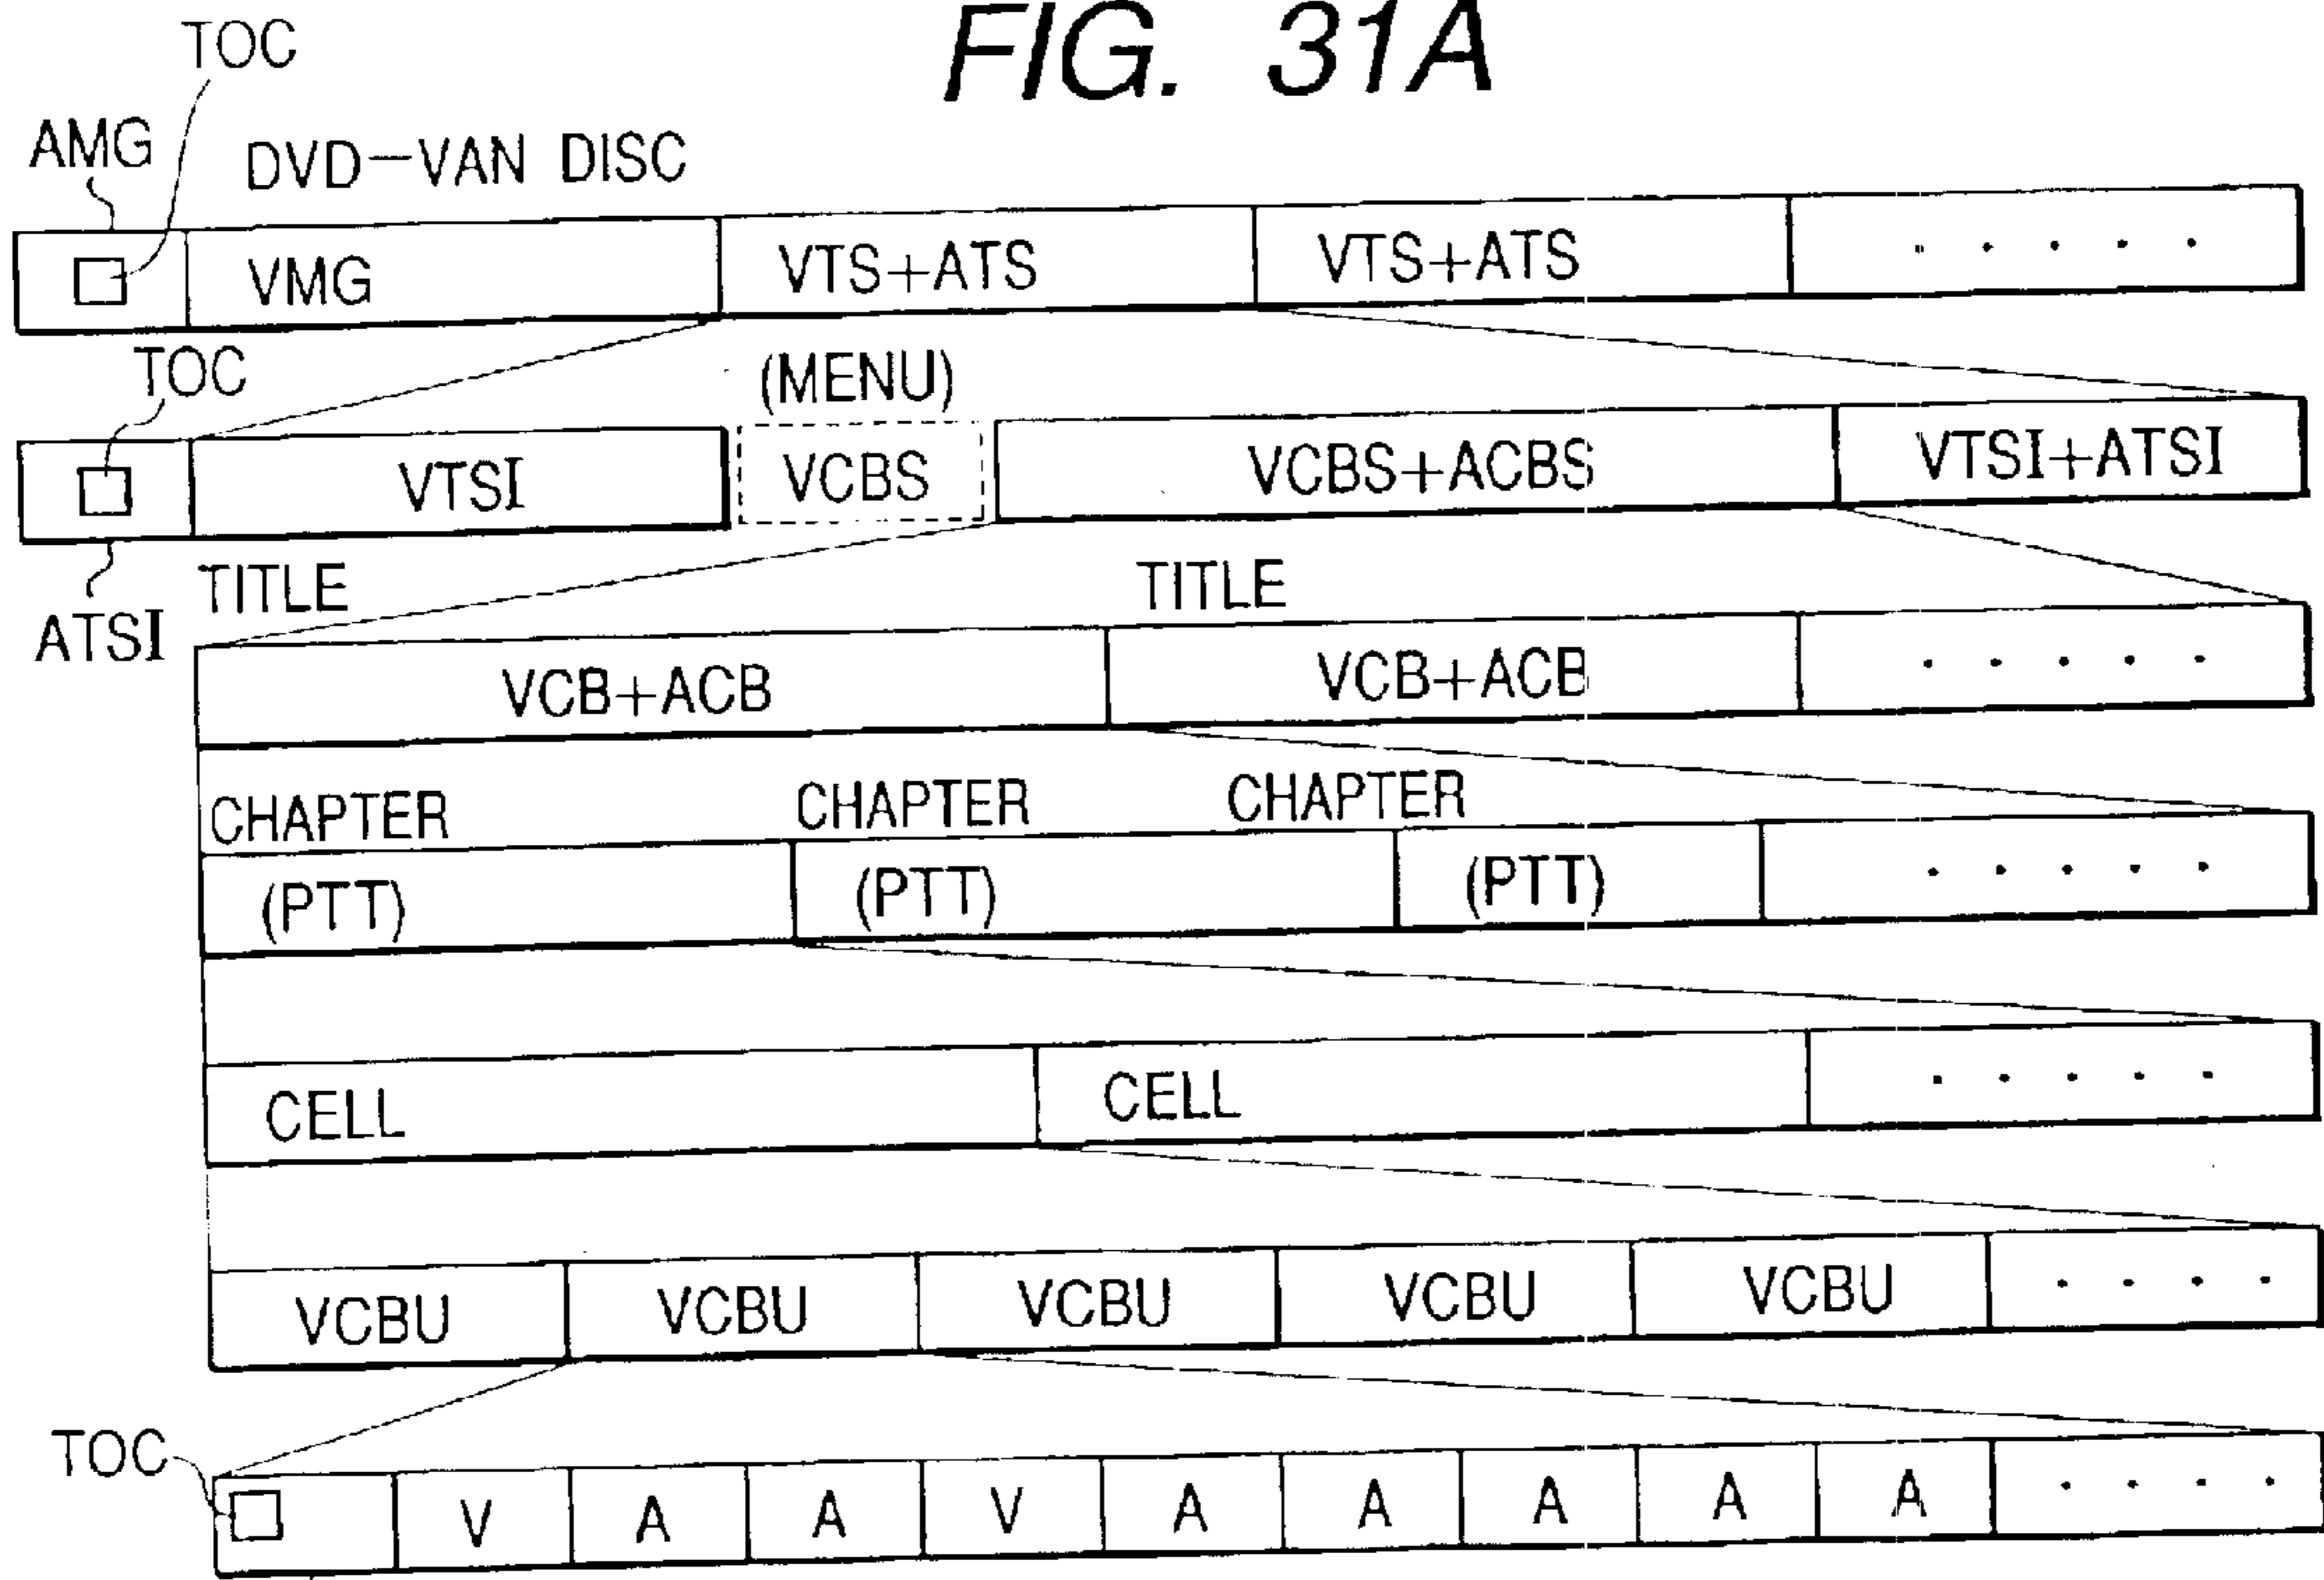 FIG. 31A
TOC
AMG
DVD-VAN DISC
VMG VTS+ATS VTS+ATS · · · · ·
TOC
(MENU)
VTSI VCBS VCBS+ACBS VTSI+ATSI
ATSI
TITLE TITLE
VCB+ACB VCB+ACB · · · · ·
CHAPTER CHAPTER CHAPTER
(PTT) (PTT) (PTT) · · · · ·
CELL CELL · · · · ·
VCBU VCBU VCBU VCBU VCBU · · · ·
TOC
V A A V A A A A A · · · ·